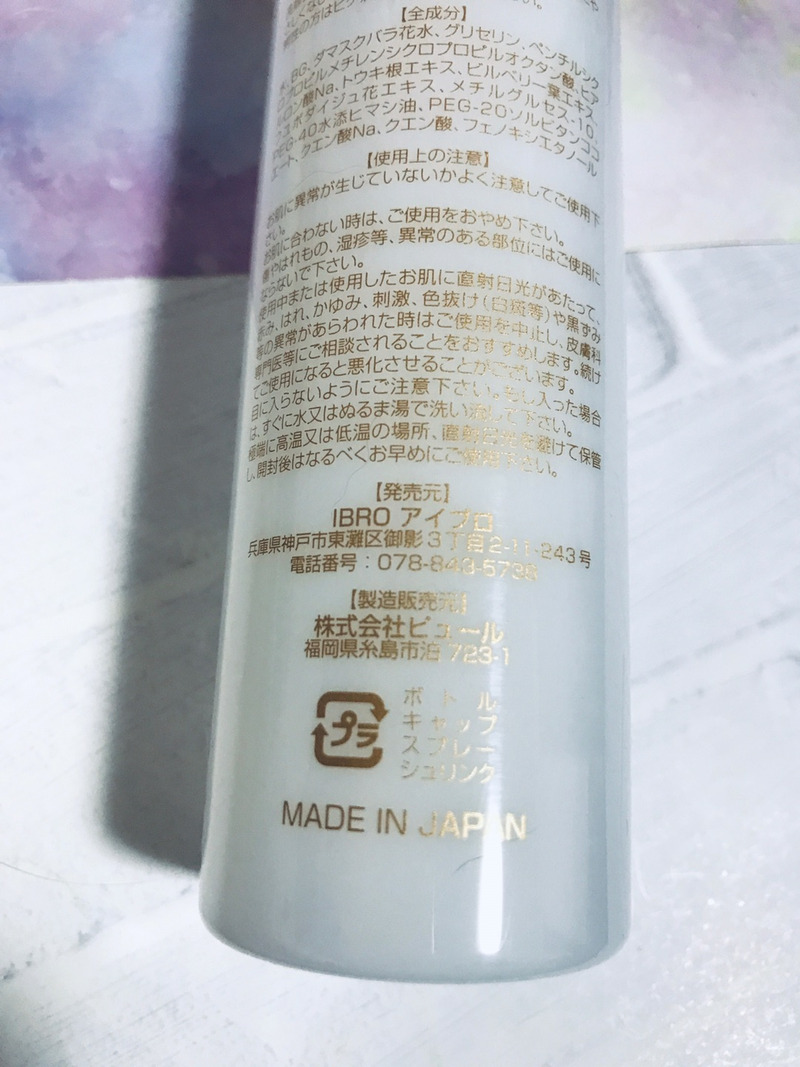 【全成分】
BG、ダマスクバラ花水、グリセリン、ペンチルシク
ロプロピルメチレンシクロプロピルオクタン酸、ヒア
ルロン酸Na、トウキ根エキス、ビルベリー葉エキス、
ユボダイジュ花エキス、メチルグルセス-10、
PEG-40水添ヒマシ油、PEG-20ソルビタンココ
エート、クエン酸Na、クエン酸、フェノキシエタノール
【使用上の注意】
お肌に異常が生じていないかよく注意してご使用下
さい。
お肌に合わない時は、ご使用をおやめ下さい。
傷やはれもの、湿疹等、異常のある部位にはご使用に
ならないで下さい。
使用中または使用したお肌に直射日光があたって、
赤み、はれ、かゆみ、刺激、色抜け(白斑等)や黒ずみ
等の異常があらわれた時はご使用を中止し、皮膚科
専門医等にご相談されることをおすすめします。続け
てご使用になると悪化させることがございます。
目に入らないようにご注意下さい。もし入った場合
は、すぐに水又はぬるま湯で洗い流して下さい。
極端に高温又は低温の場所、直射日光を避けて保管
し、開封後はなるべくお早めにご使用下さい。
【発売元】
IBRO アイブロ
兵庫県神戸市東灘区御影3丁目2-11-243号
電話番号：078-843-5739
【製造販売元】
株式会社ピュール
福岡県糸島市泊 723-1
プラ
ボトル
キャップ
スプレー
シュリンク
MADE IN JAPAN